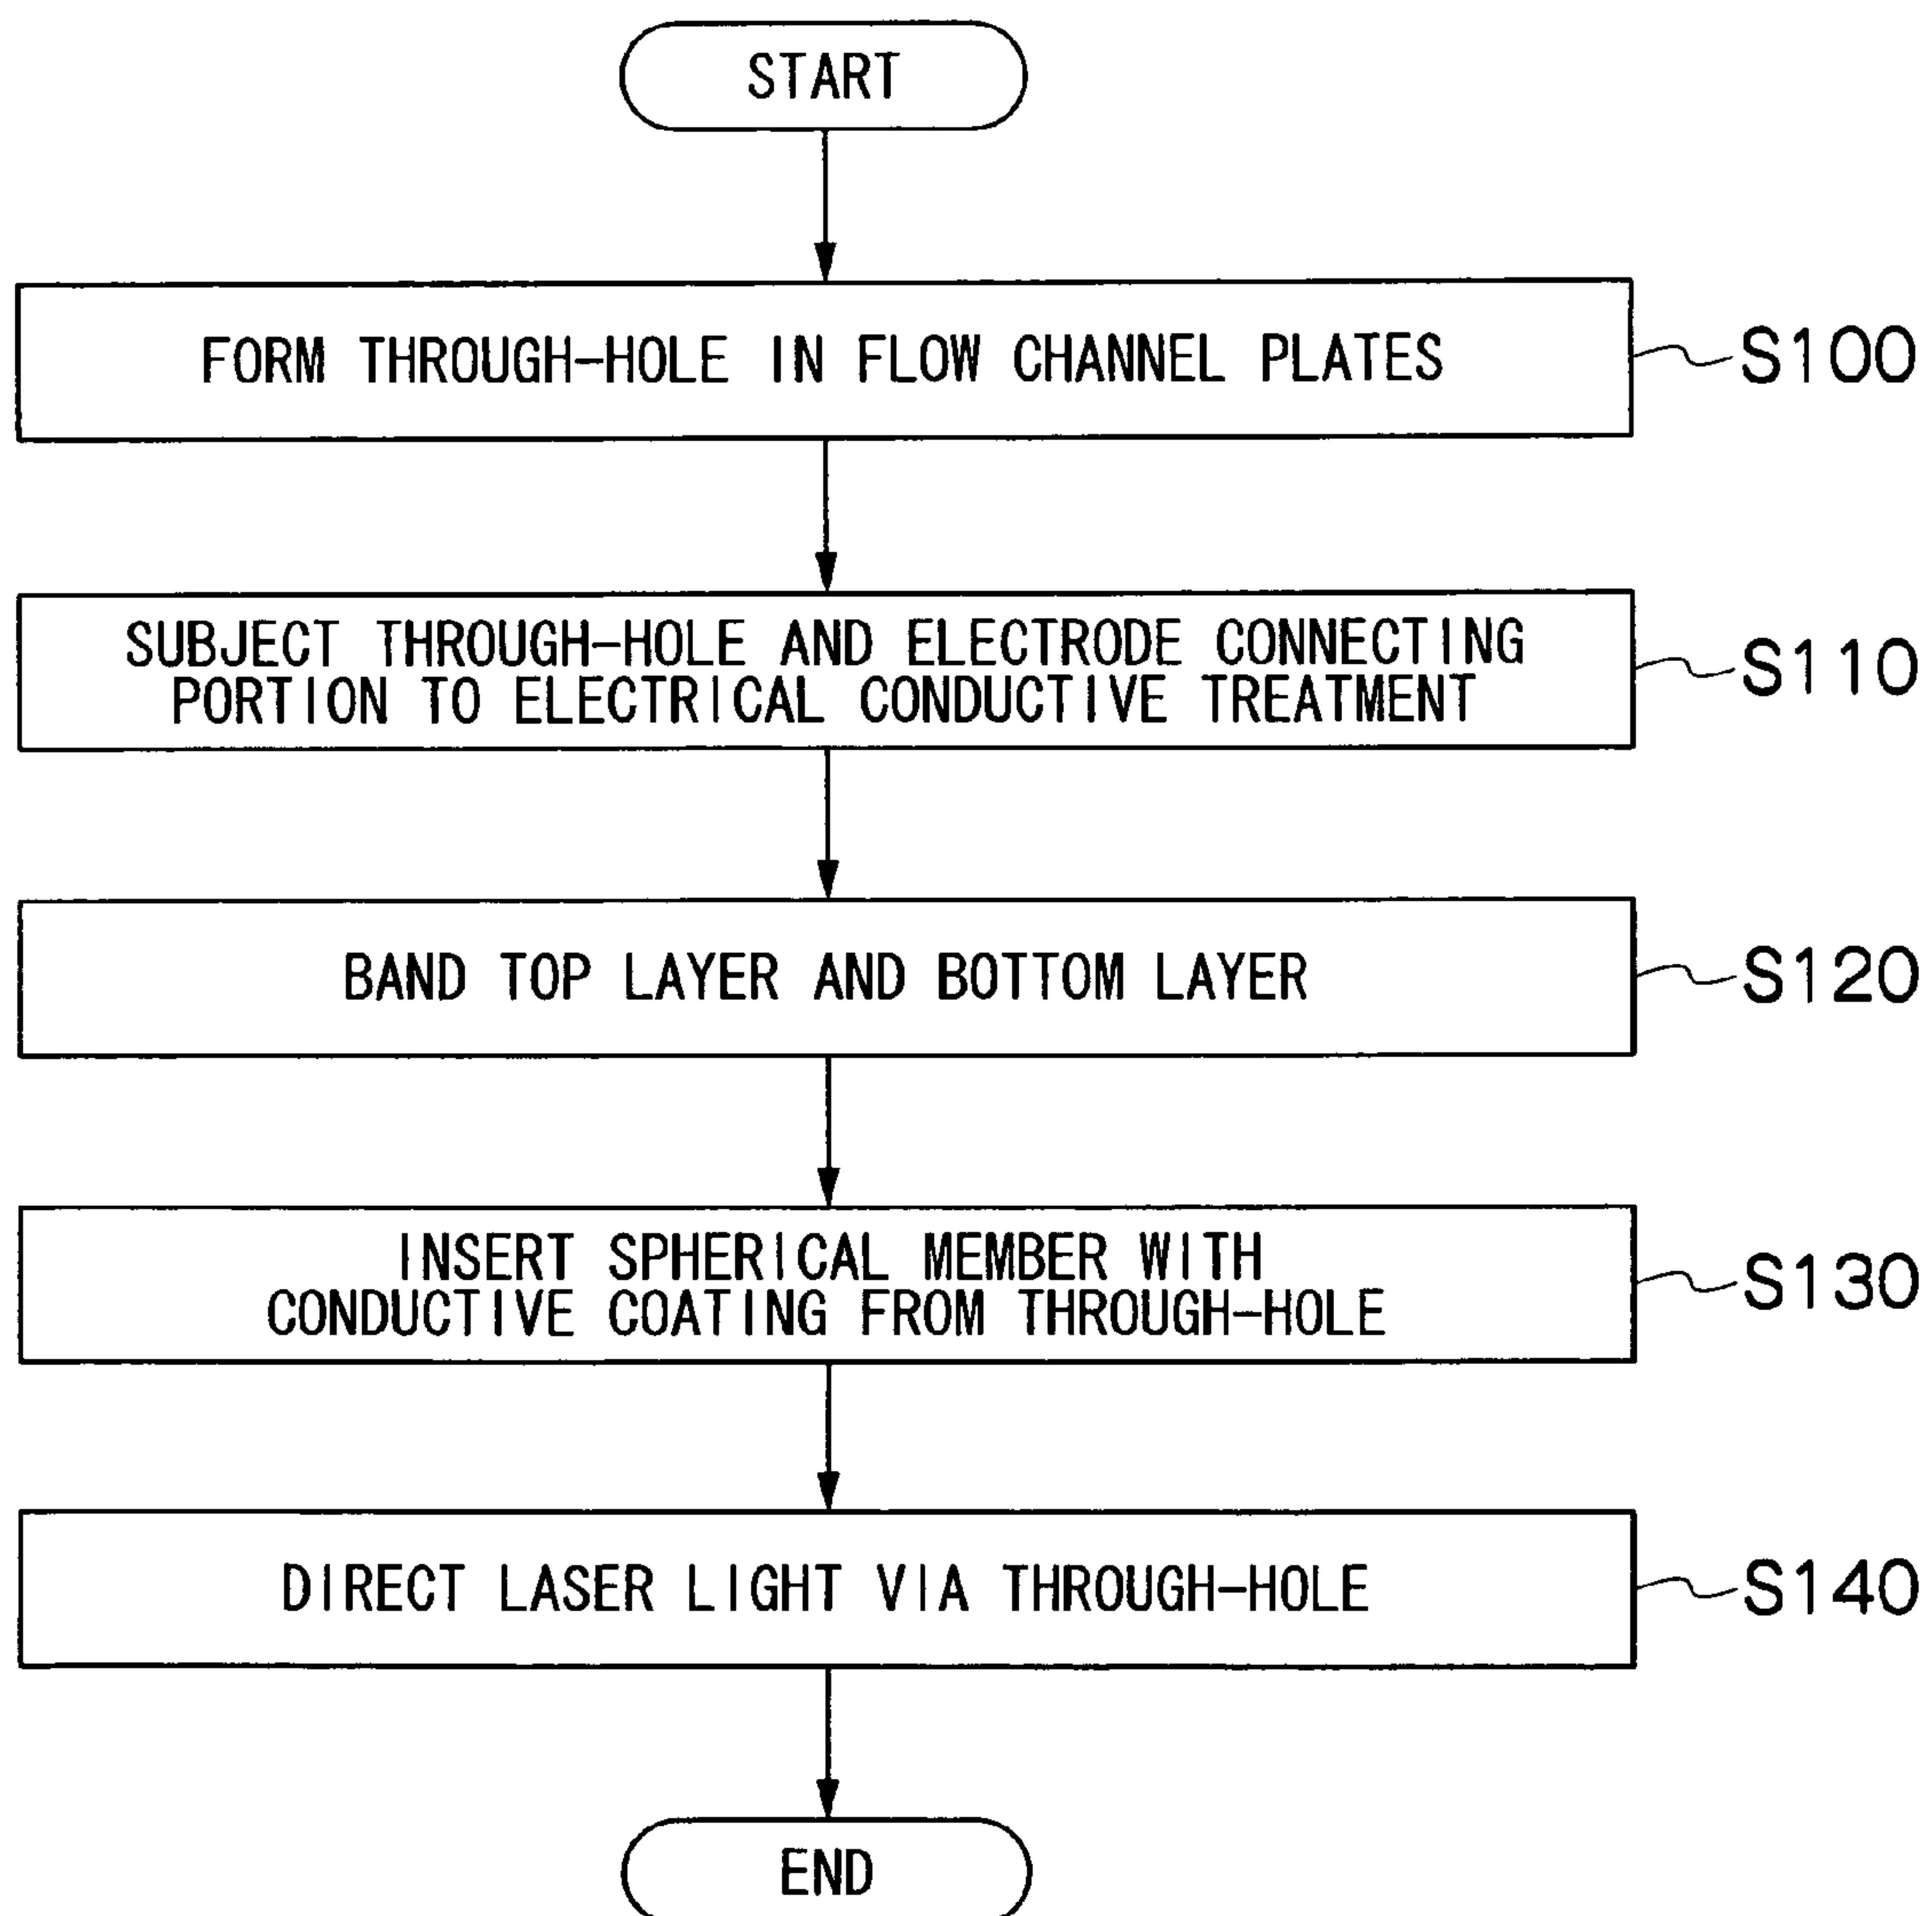 START
FORM THROUGH-HOLE IN FLOW CHANNEL PLATES
S100
SUBJECT THROUGH-HOLE AND ELECTRODE CONNECTING
PORTION TO ELECTRICAL CONDUCTIVE TREATMENT
S110
BAND TOP LAYER AND BOTTOM LAYER
S120
INSERT SPHERICAL MEMBER WITH
CONDUCTIVE COATING FROM THROUGH-HOLE
S130
DIRECT LASER LIGHT VIA THROUGH-HOLE
S140
END